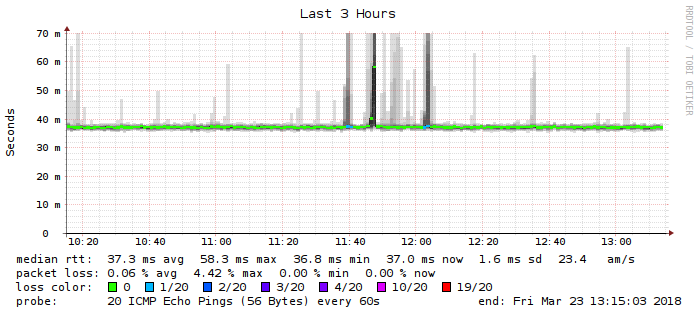 Last 3 Hours
RRDTOOL / TOBI OETIKER
Seconds
70 m
60 m
50 m
40 m
30 m
20 m
10 m
0
10:20 10:40 11:00 11:20 11:40 12:00 12:20 12:40 13:00
median rtt: 37.3 ms avg 58.3 ms max 36.8 ms min 37.0 ms now 1.6 ms sd 23.4 am/s
packet loss: 0.06 % avg 4.42 % max 0.00 % min 0.00 % now
loss color: 0 1/20 2/20 3/20 4/20 10/20 19/20
probe: 20 ICMP Echo Pings (56 Bytes) every 60s end: Fri Mar 23 13:15:03 2018